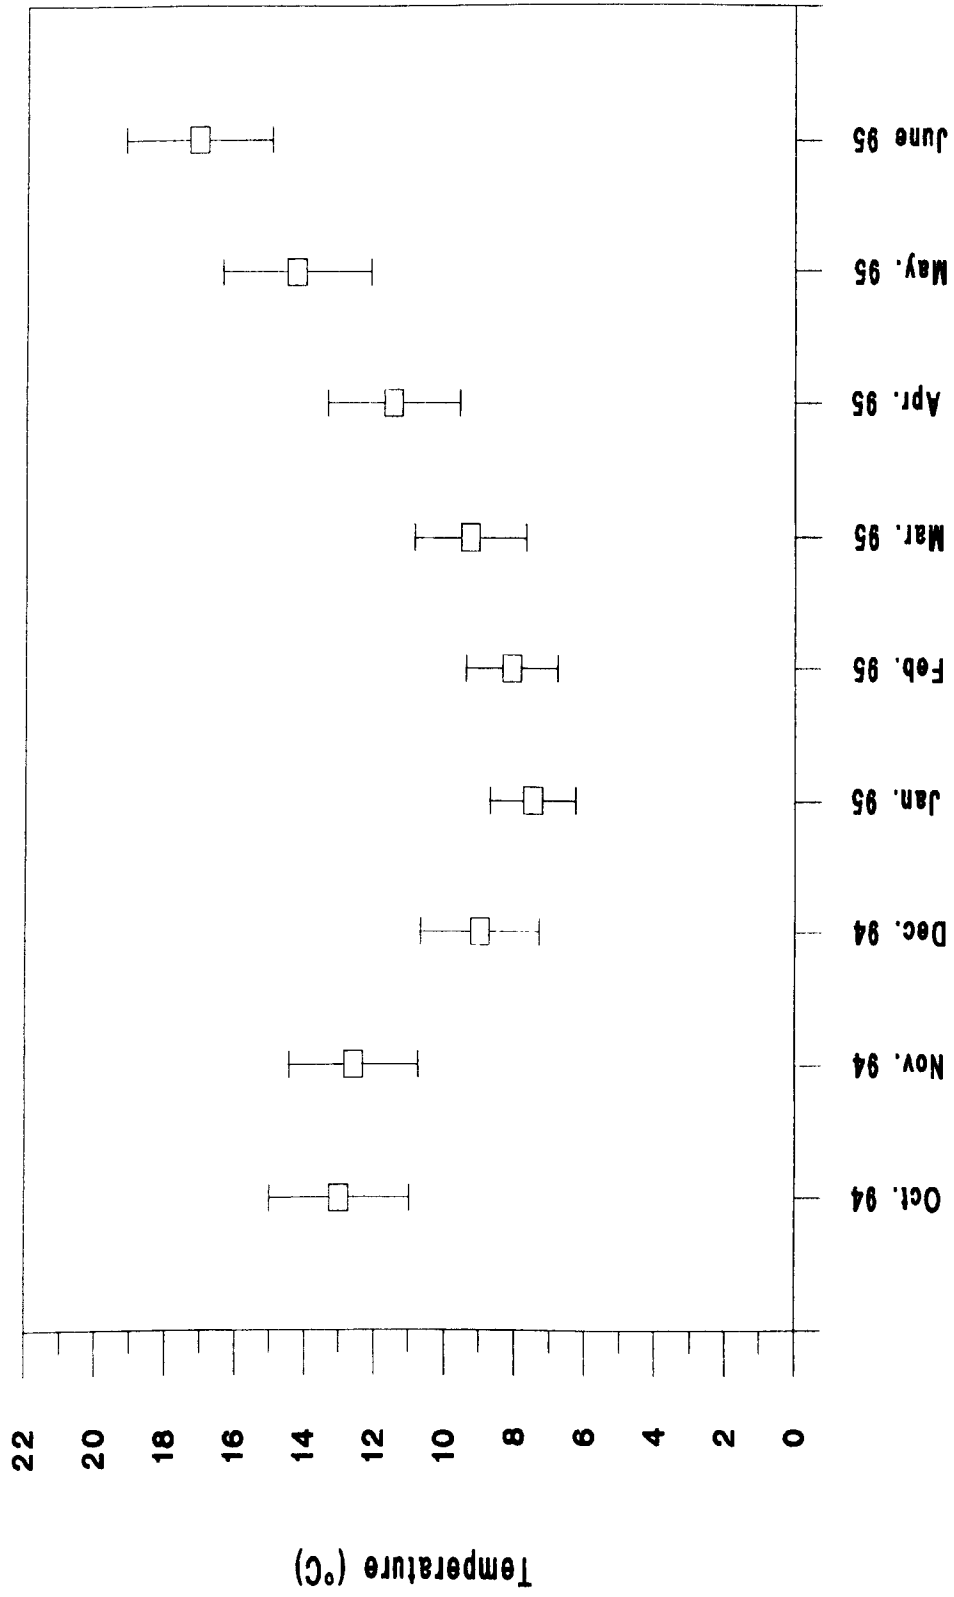 Temperature (°C)
22
20
18
16
14
12
10
8
6
4
2
0
Oct. 94
Nov. 94
Dec. 94
Jan. 95
Feb. 95
Mar. 95
Apr. 95
May. 95
June 95